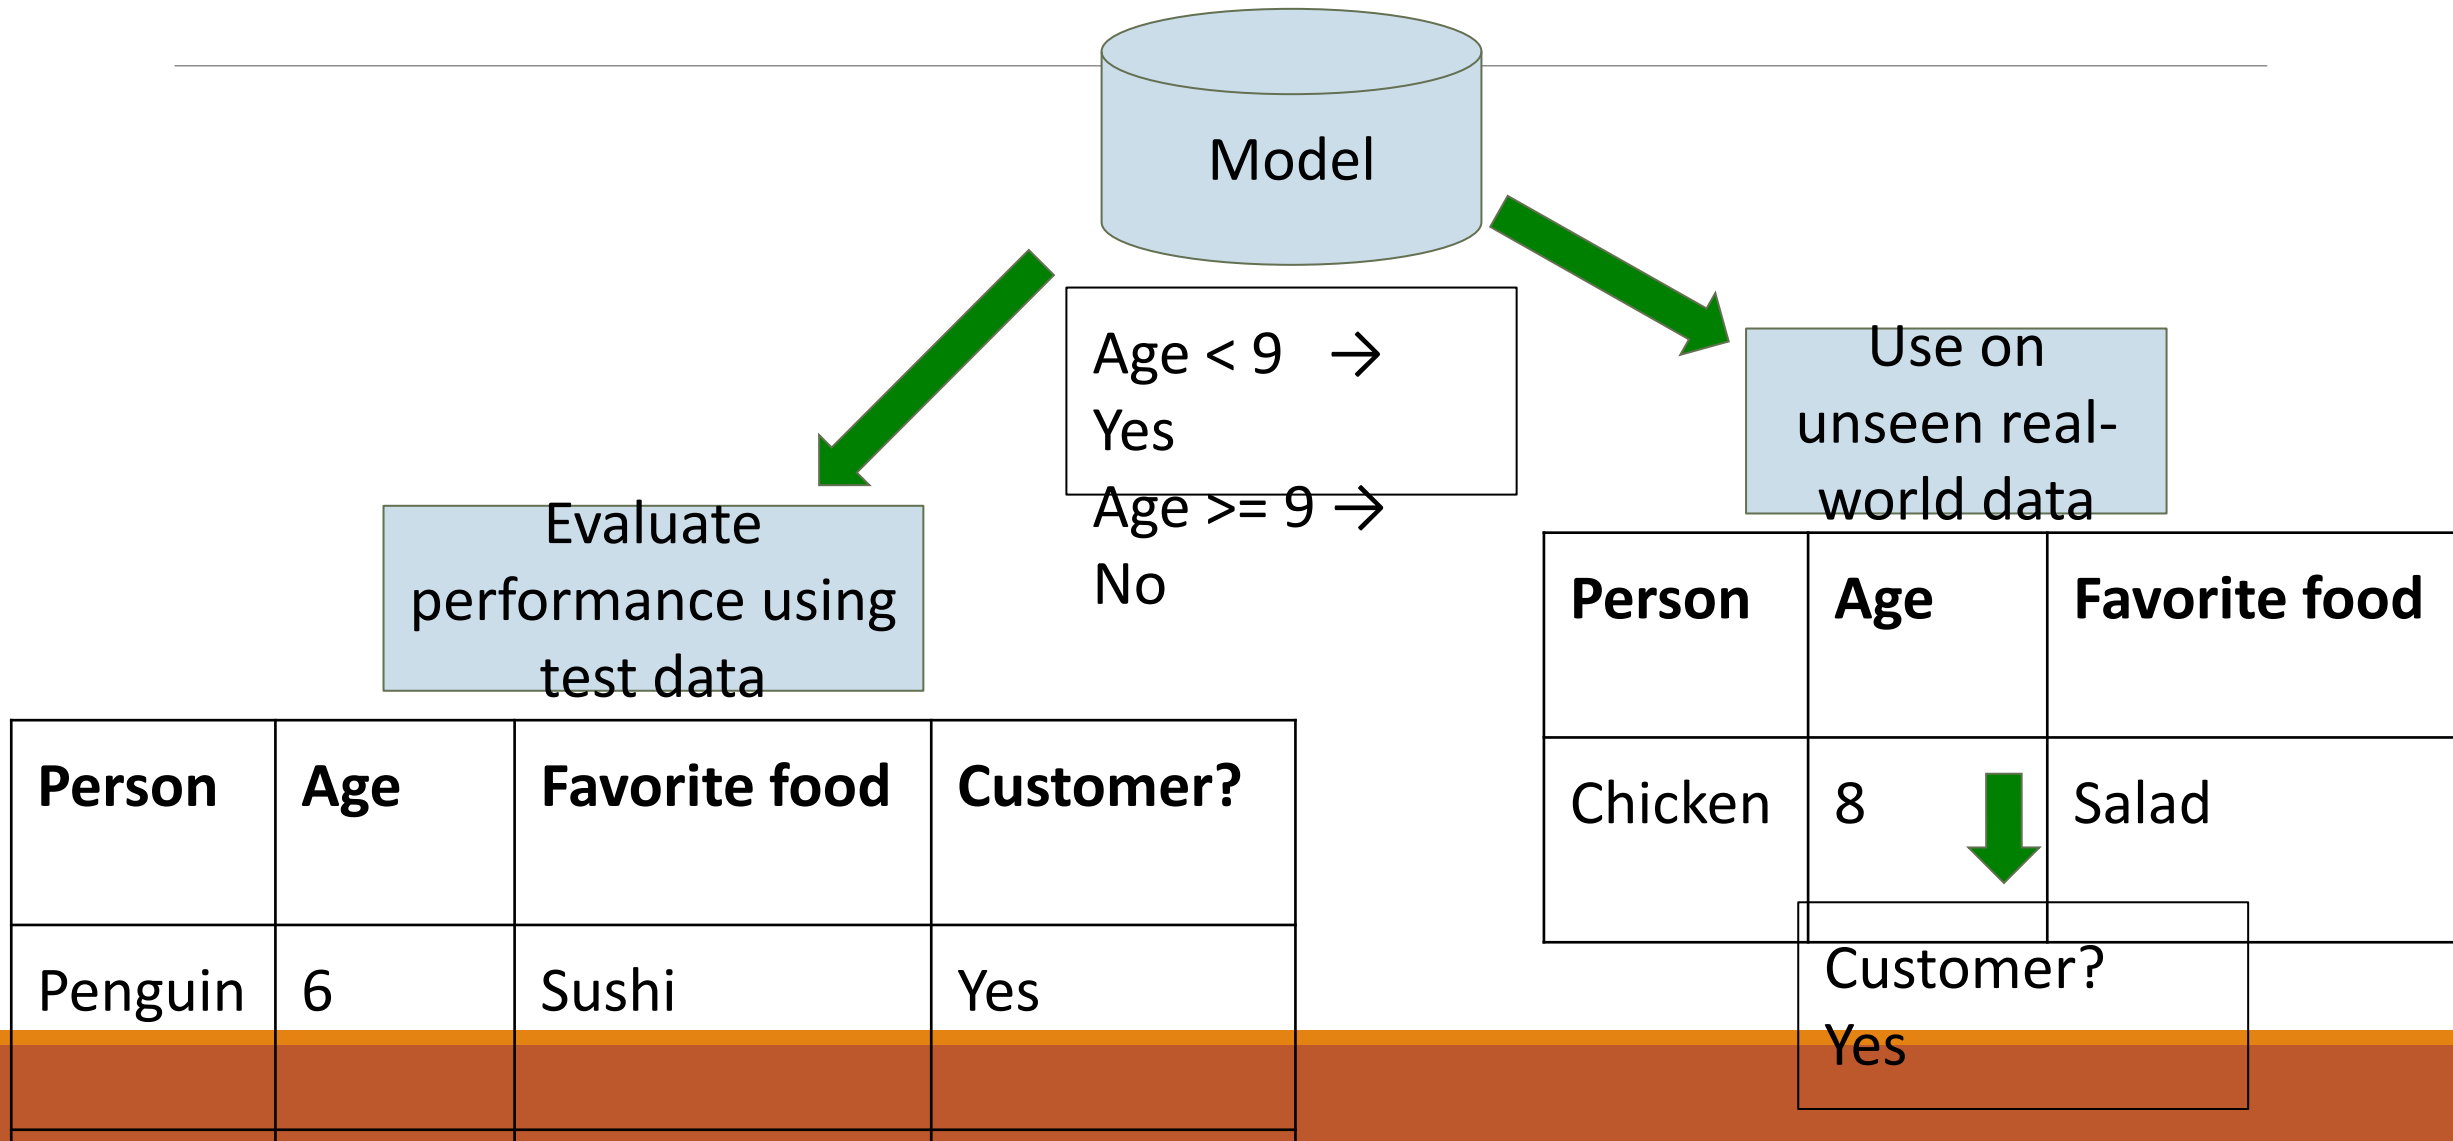 Model
Age < 9 →
Yes
Age >= 9 →
No
Evaluate
performance using
test data
Person Age Favorite food Customer?
Penguin 6 Sushi Yes
Use on
unseen real-
world data
Person Age Favorite food
Chicken 8 Salad
Customer?
Yes